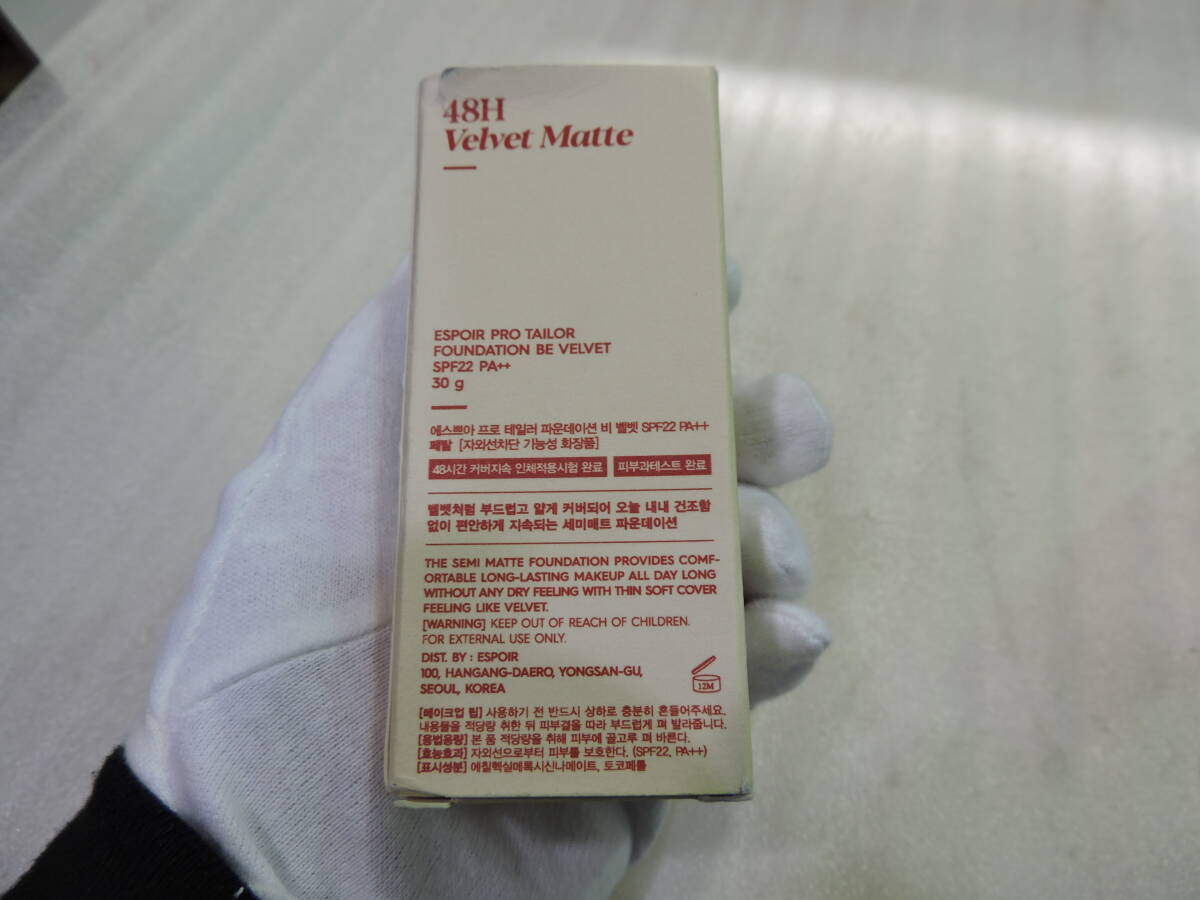 48H
Velvet Matte
ESPOIR PRO TAILOR
FOUNDATION BE VELVET
SPF22 PA++
30 g
에스쁘아 프로 테일러 파운데이션 비 벨벳 SPF22 PA++
페탈 [자외선차단 기능성 화장품]
48시간 커버지속 인체적용시험 완료 피부과테스트 완료
벨벳처럼 부드럽고 얇게 커버되어 오늘 내내 건조함
없이 편안하게 지속되는 세미매트 파운데이션
THE SEMI MATTE FOUNDATION PROVIDES COMF-
ORTABLE LONG-LASTING MAKEUP ALL DAY LONG
WITHOUT ANY DRY FEELING WITH THIN SOFT COVER
FEELING LIKE VELVET.
[WARNING] KEEP OUT OF REACH OF CHILDREN.
FOR EXTERNAL USE ONLY.
DIST. BY : ESPOIR
100, HANGANG-DAERO, YONGSAN-GU,
SEOUL, KOREA
12M
[메이크업 팁] 사용하기 전 반드시 상하로 충분히 흔들어주세요.
내용물을 적당량 취한 뒤 피부결을 따라 부드럽게 펴 발라줍니다.
[용법용량] 본 품 적당량을 취해 피부에 골고루 펴 바른다.
[효능효과] 자외선으로부터 피부를 보호한다. (SPF22, PA++)
[표시성분] 에칠헥실메톡시신나메이트, 토코페롤